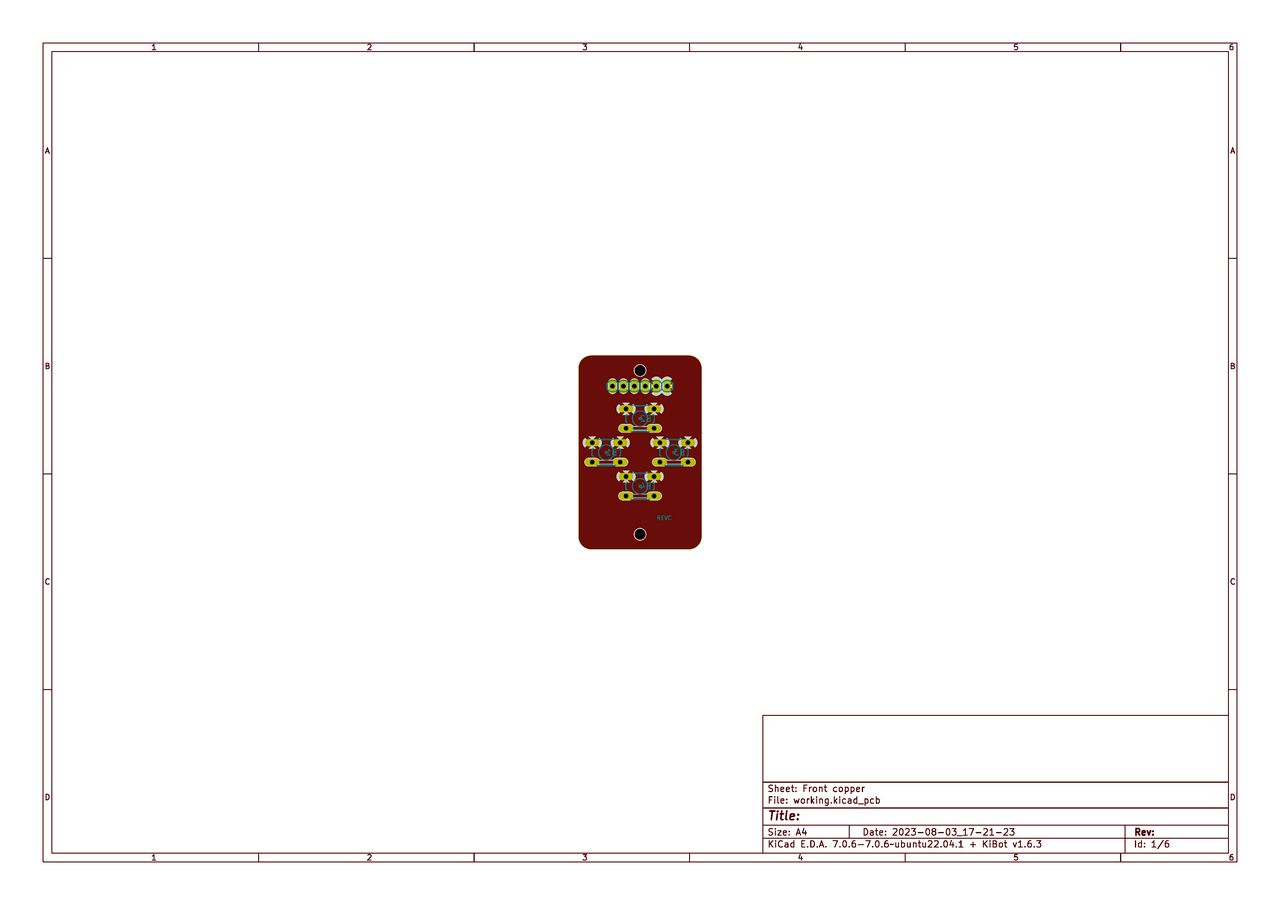 1 2 3 4 5 6
A A
B B
REVC
C C
Sheet: Front copper
File: working.kicad_pcb
D D
Title:
Size: A4 Date: 2023-08-03_17-21-23 Rev:
KiCad E.D.A. 7.0.6-7.0.6~ubuntu22.04.1 + KiBot v1.6.3 Id: 1/6
1 2 3 4 5 6